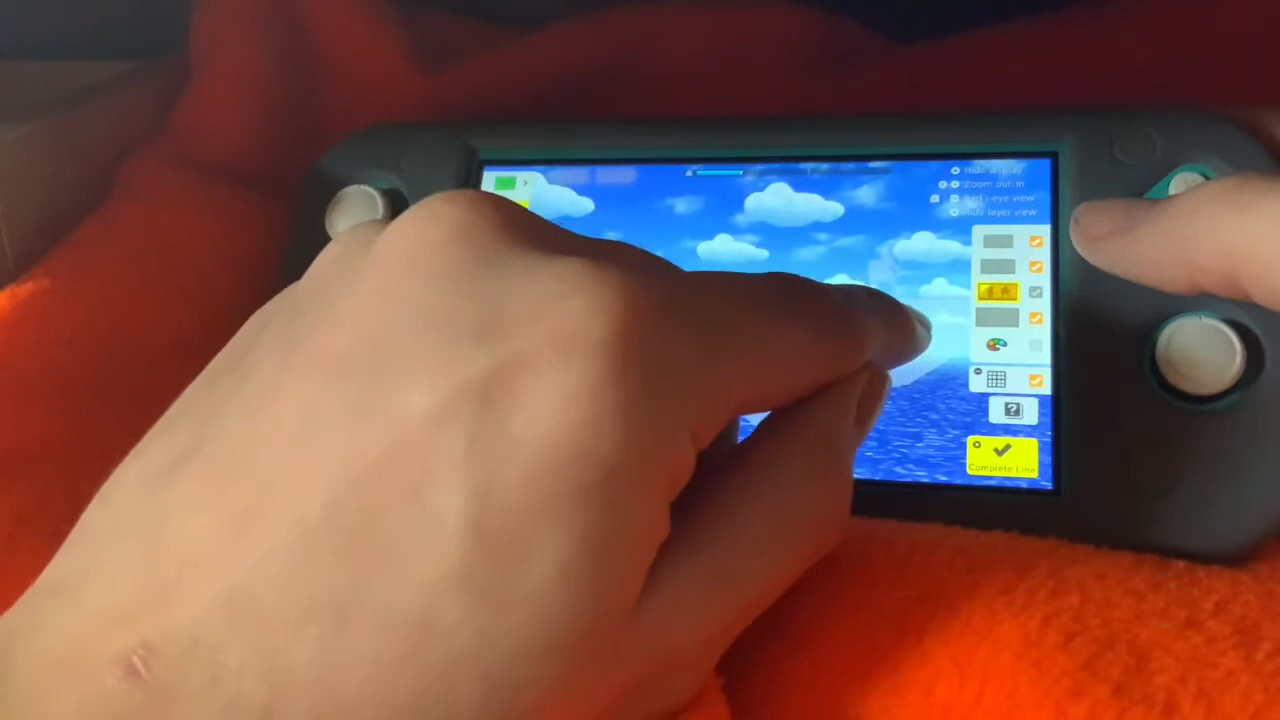 Hide display
Zoom out/in
Bird's-eye view
Hide layer view
?
Complete Line